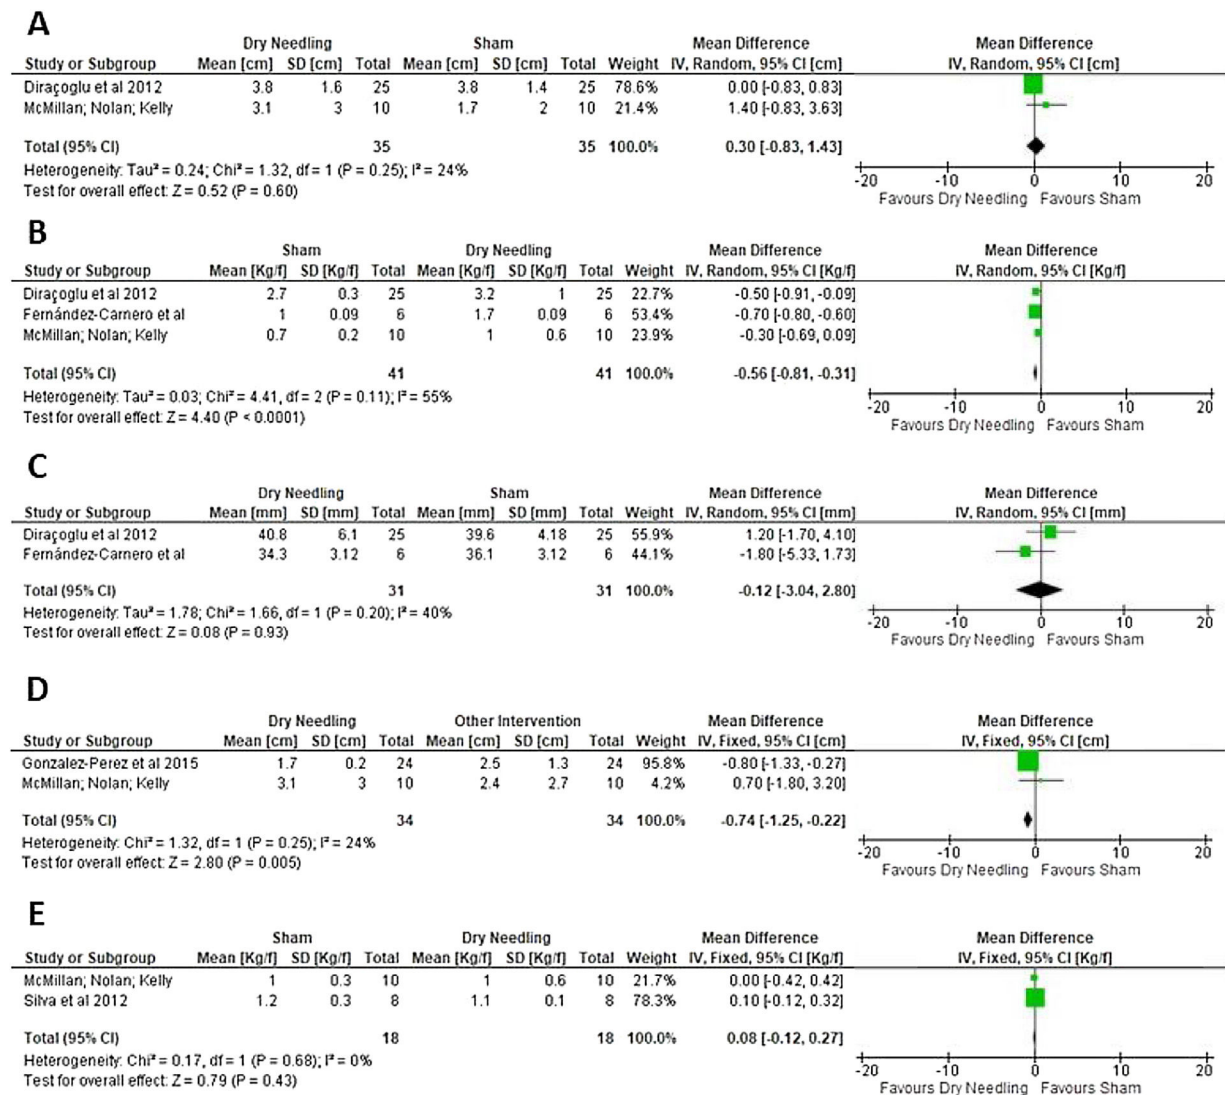 A
Dry Needling Sham Mean Difference Mean Difference
Study or Subgroup Mean [cm] SD [cm] Total Mean [cm] SD [cm] Total Weight IV, Random, 95% CI [cm] IV, Random, 95% CI [cm]
Diraçoglu et al 2012 3.8 1.6 25 3.8 1.4 25 78.6% 0.00 [-0.83, 0.83]
McMillan; Nolan; Kelly 3.1 3 10 1.7 2 10 21.4% 1.40 [-0.83, 3.63]
Total (95% CI) 35 35 100.0% 0.30 [-0.83, 1.43]
Heterogeneity: Tau² = 0.24; Chi² = 1.32, df = 1 (P = 0.25); I² = 24%
Test for overall effect: Z = 0.52 (P = 0.60)
-20 -10 0 10 20
Favours Dry Needling Favours Sham
B
Sham Dry Needling Mean Difference Mean Difference
Study or Subgroup Mean [Kg/f] SD [Kg/f] Total Mean [Kg/f] SD [Kg/f] Total Weight IV, Random, 95% CI [Kg/f] IV, Random, 95% CI [Kg/f]
Diraçoglu et al 2012 2.7 0.3 25 3.2 1 25 22.7% -0.50 [-0.91, -0.09]
Fernández-Carnero et al 1 0.09 6 1.7 0.09 6 53.4% -0.70 [-0.80, -0.60]
McMillan; Nolan; Kelly 0.7 0.2 10 1 0.6 10 23.9% -0.30 [-0.69, 0.09]
Total (95% CI) 41 41 100.0% -0.56 [-0.81, -0.31]
Heterogeneity: Tau² = 0.03; Chi² = 4.41, df = 2 (P = 0.11); I² = 55%
Test for overall effect: Z = 4.40 (P < 0.0001)
-20 -10 0 10 20
Favours Dry Needling Favours Sham
C
Dry Needling Sham Mean Difference Mean Difference
Study or Subgroup Mean [mm] SD [mm] Total Mean [mm] SD [mm] Total Weight IV, Random, 95% CI [mm] IV, Random, 95% CI [mm]
Diraçoglu et al 2012 40.8 6.1 25 39.6 4.18 25 55.9% 1.20 [-1.70, 4.10]
Fernández-Carnero et al 34.3 3.12 6 36.1 3.12 6 44.1% -1.80 [-5.33, 1.73]
Total (95% CI) 31 31 100.0% -0.12 [-3.04, 2.80]
Heterogeneity: Tau² = 1.78; Chi² = 1.66, df = 1 (P = 0.20); I² = 40%
Test for overall effect: Z = 0.08 (P = 0.93)
-20 -10 0 10 20
Favours Dry Needling Favours Sham
D
Dry Needling Other Intervention Mean Difference Mean Difference
Study or Subgroup Mean [cm] SD [cm] Total Mean [cm] SD [cm] Total Weight IV, Fixed, 95% CI [cm] IV, Fixed, 95% CI [cm]
Gonzalez-Perez et al 2015 1.7 0.2 24 2.5 1.3 24 95.8% -0.80 [-1.33, -0.27]
McMillan; Nolan; Kelly 3.1 3 10 2.4 2.7 10 4.2% 0.70 [-1.80, 3.20]
Total (95% CI) 34 34 100.0% -0.74 [-1.25, -0.22]
Heterogeneity: Chi² = 1.32, df = 1 (P = 0.25); I² = 24%
Test for overall effect: Z = 2.80 (P = 0.005)
-20 -10 0 10 20
Favours Dry Needling Favours Sham
E
Sham Dry Needling Mean Difference Mean Difference
Study or Subgroup Mean [Kg/f] SD [Kg/f] Total Mean [Kg/f] SD [Kg/f] Total Weight IV, Fixed, 95% CI [Kg/f] IV, Fixed, 95% CI [Kg/f]
McMillan; Nolan; Kelly 1 0.3 10 1 0.6 10 21.7% 0.00 [-0.42, 0.42]
Silva et al 2012 1.2 0.3 8 1.1 0.1 8 78.3% 0.10 [-0.12, 0.32]
Total (95% CI) 18 18 100.0% 0.08 [-0.12, 0.27]
Heterogeneity: Chi² = 0.17, df = 1 (P = 0.68); I² = 0%
Test for overall effect: Z = 0.79 (P = 0.43)
-20 -10 0 10 20
Favours Dry Needling Favours Sham